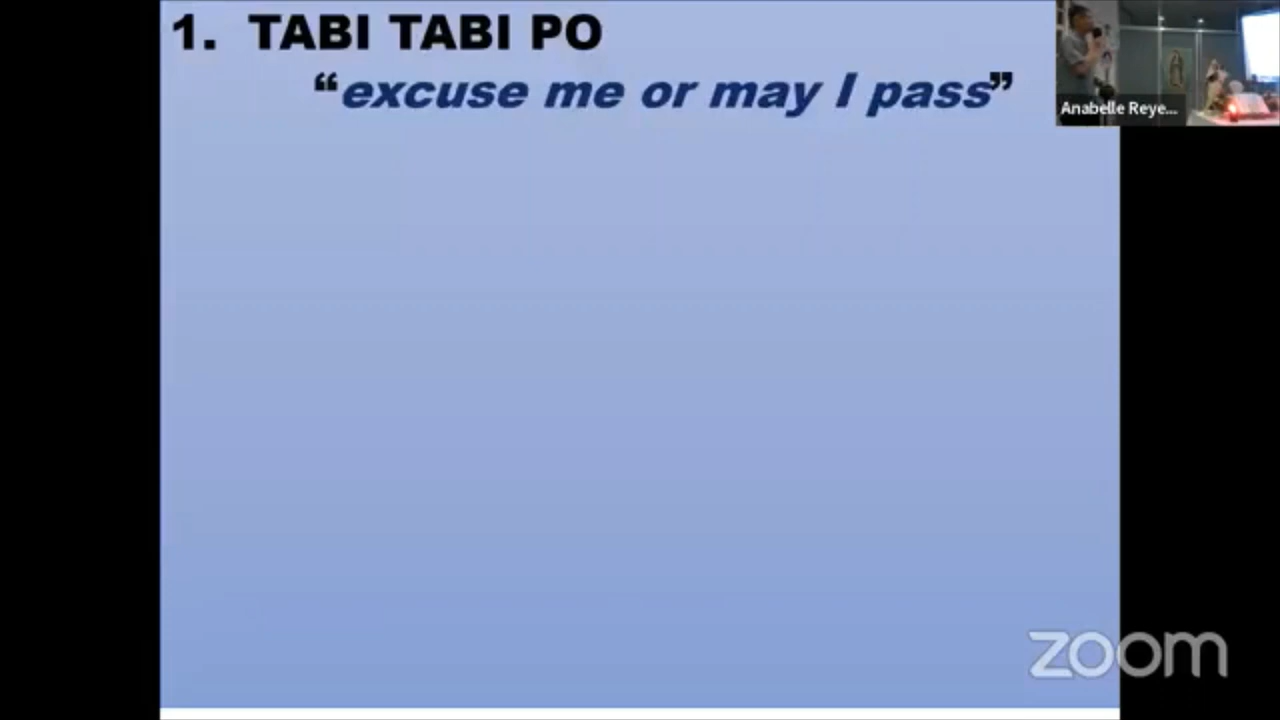 1. TABI TABI PO
“excuse me or may I pass”
Anabelle Reye...
zoom